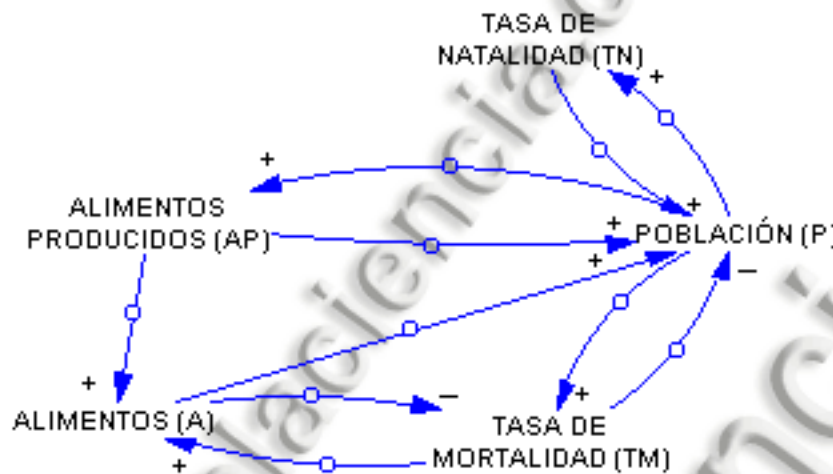 TASA DE
NATALIDAD (TN)
+
+
ALIMENTOS
PRODUCIDOS (AP)
+
+
POBLACIÓN (P)
+
−
+
−
ALIMENTOS (A)
+
TASA DE
MORTALIDAD (TM)
+